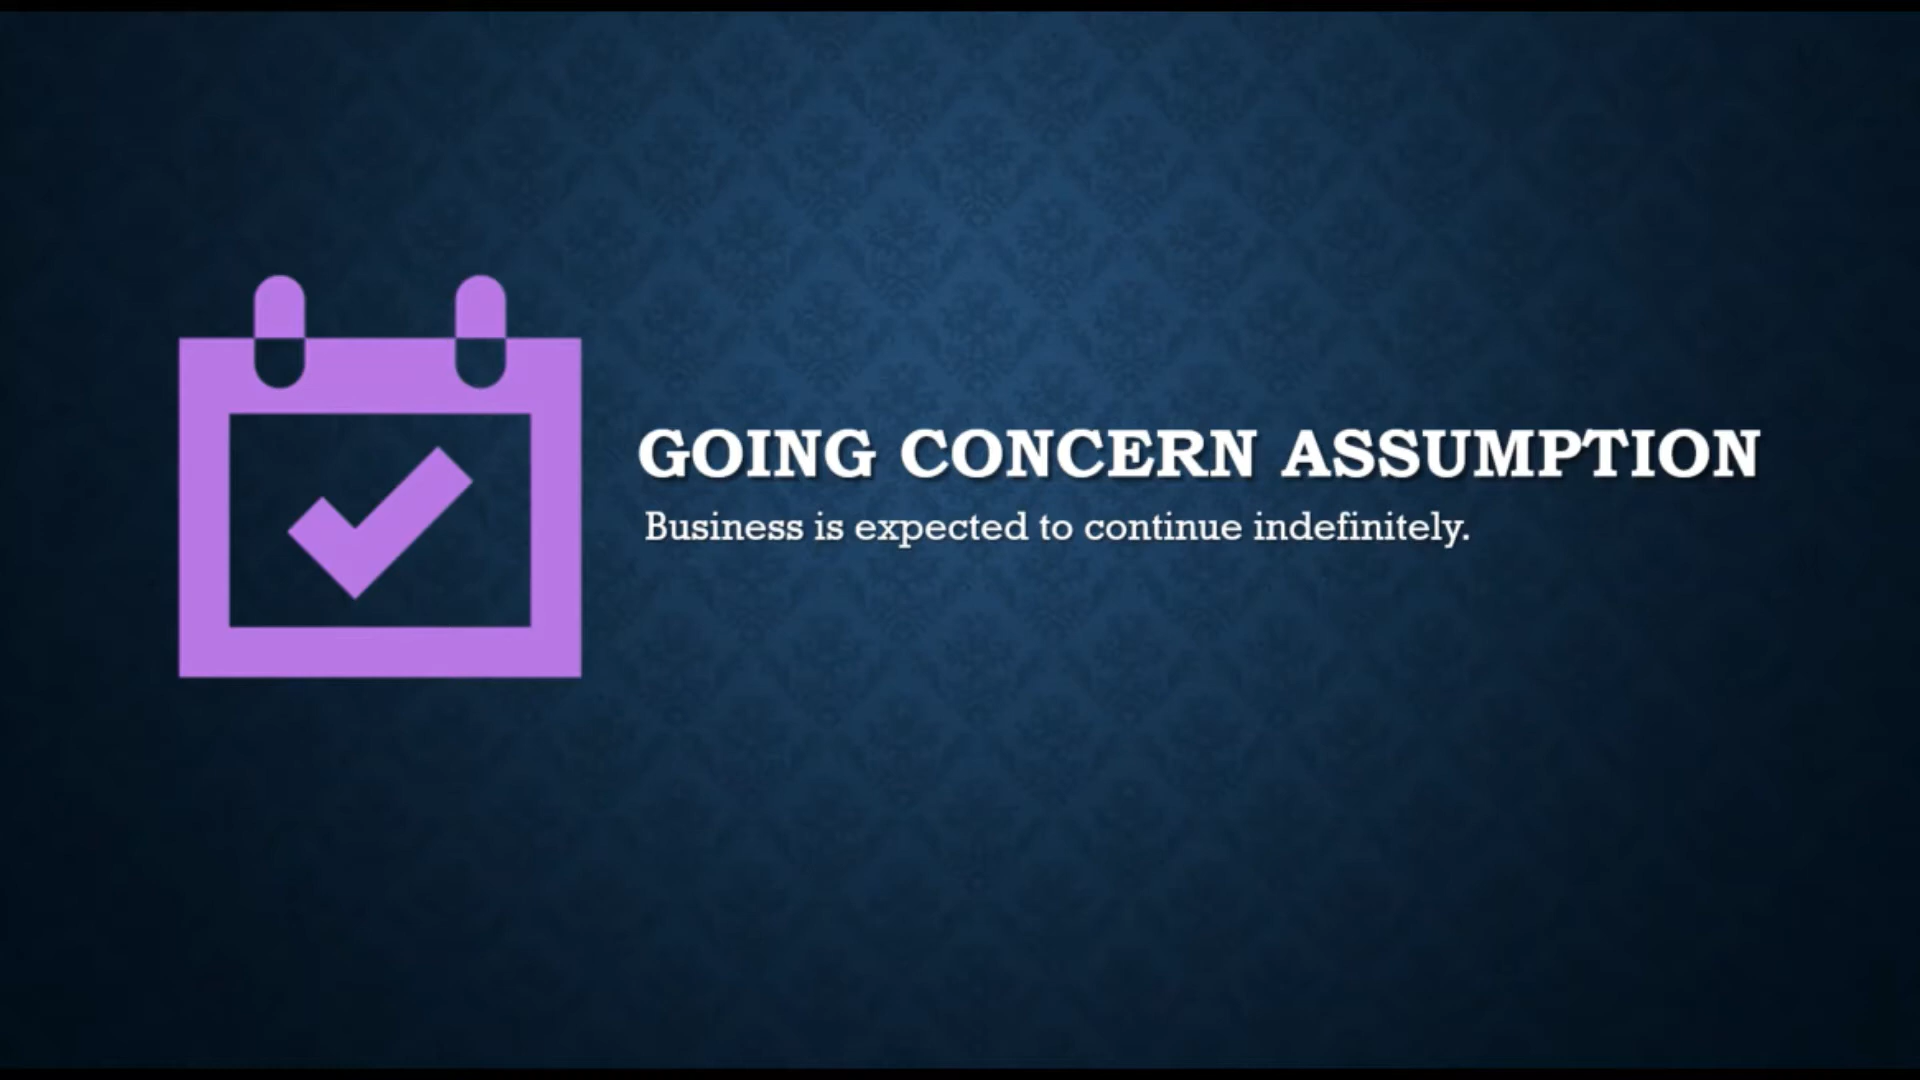 GOING CONCERN ASSUMPTION
Business is expected to continue indefinitely.